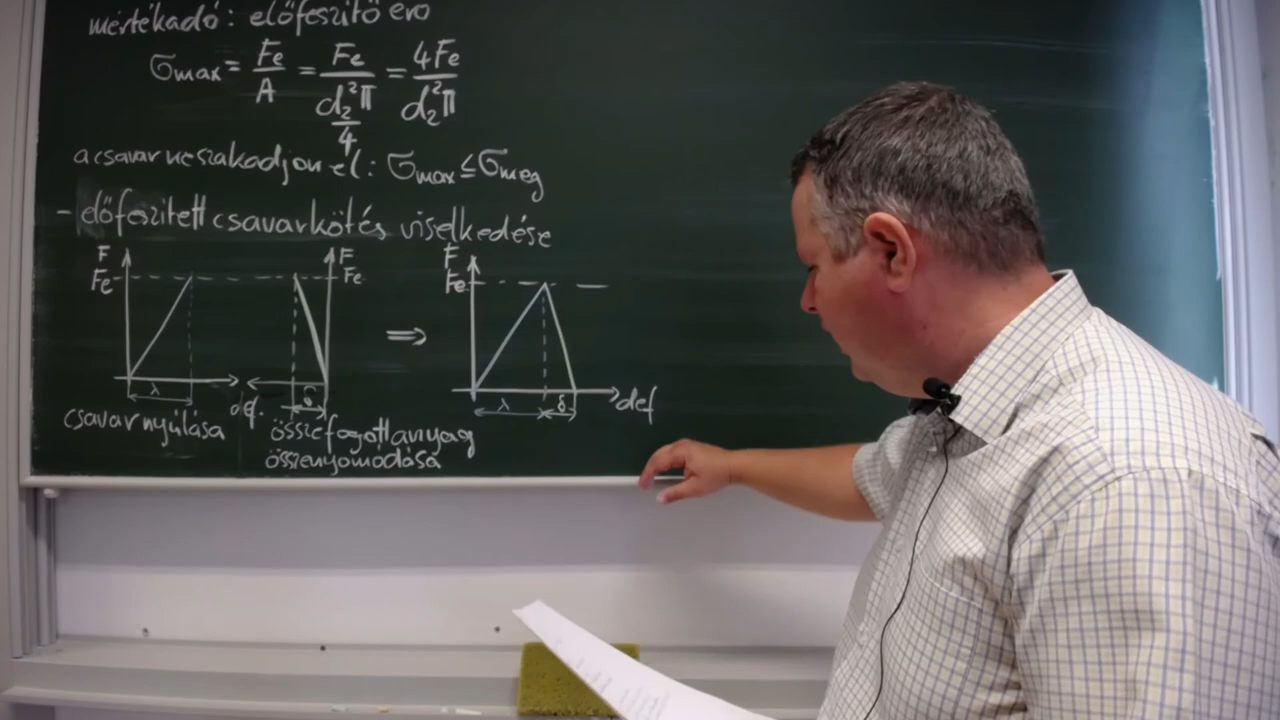 mértékadó: előfeszítő erő
σmax = Fe/A = Fe/(d₂²π/4) = 4Fe/d₂²π
a csavar ne szakadjon el: σmax ≤ σmeg
- előfeszített csavarkötés viselkedése
F F F
Fe Fe Fe
⇒
λ δ λ δ
def. def
csavar nyúlása összefogott anyag
összenyomódása